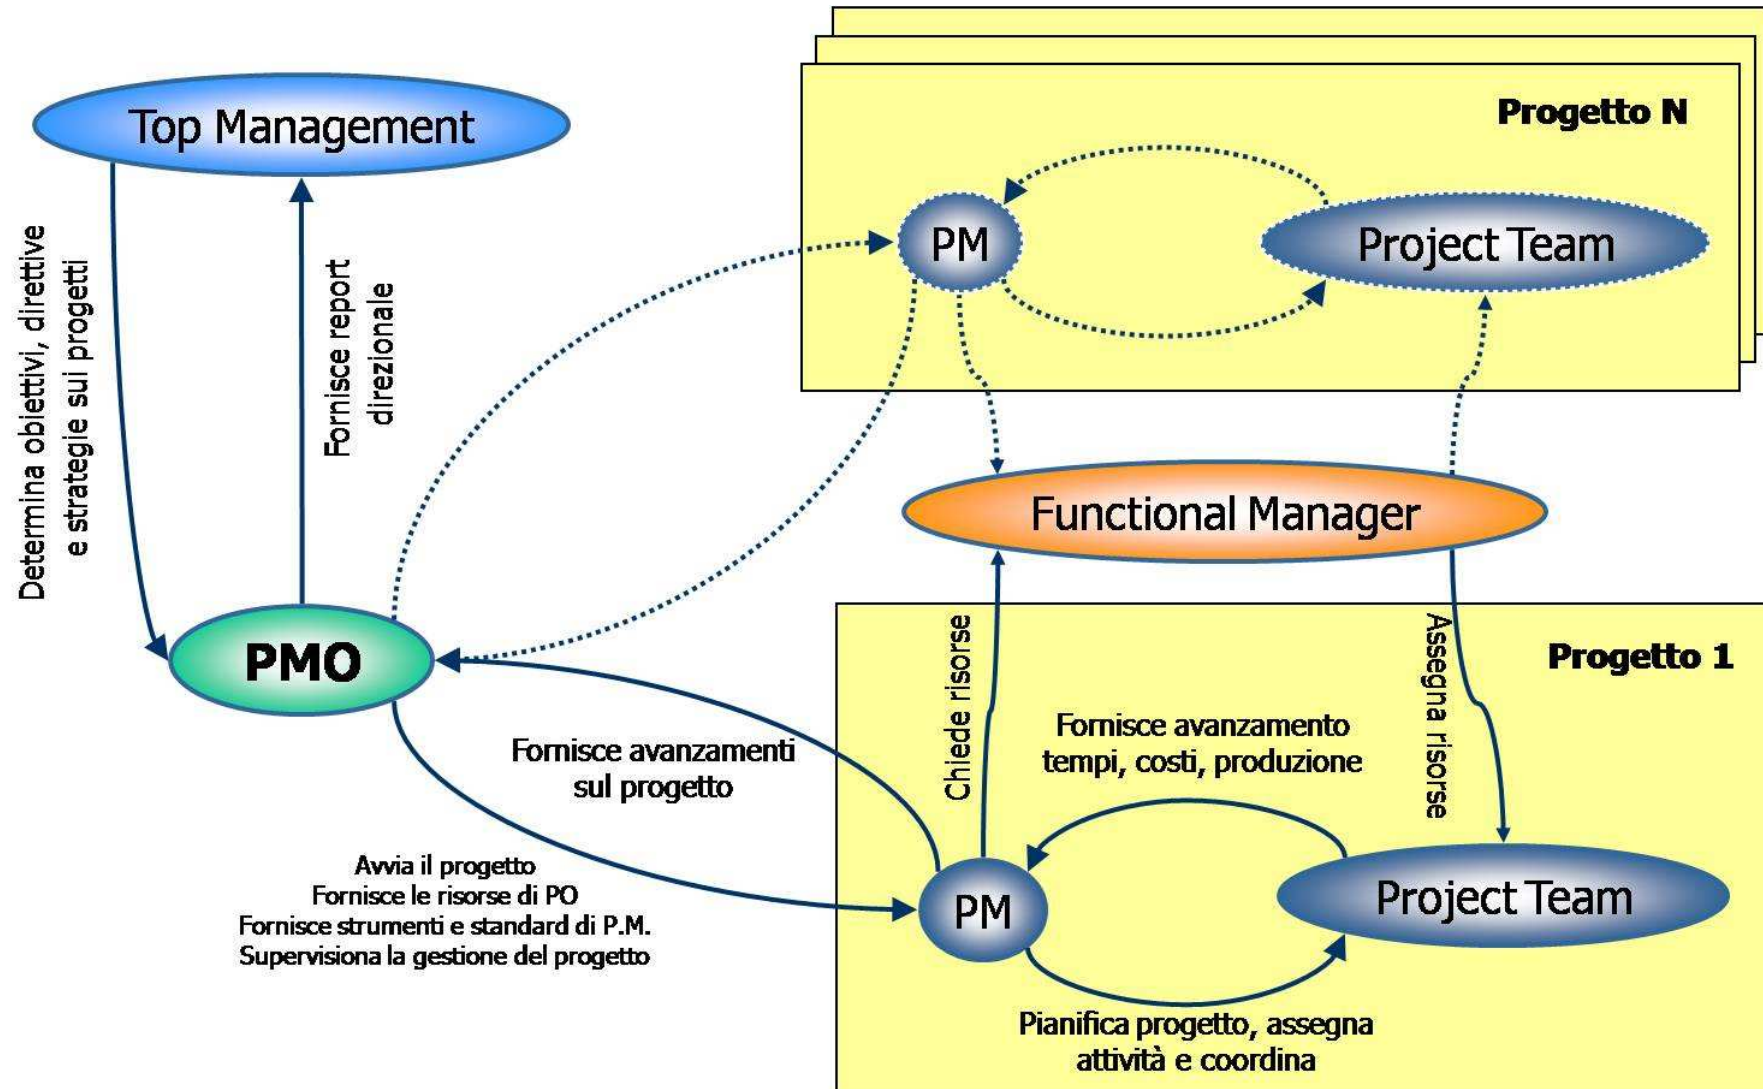 Top Management
Progetto N
PM
Project Team
Determina obiettivi, direttive
e strategie sui progetti
Fornisce report
direzionale
Functional Manager
PMO
Progetto 1
Chiede risorse
Assegna risorse
Fornisce avanzamenti
sul progetto
Fornisce avanzamento
tempi, costi, produzione
Avvia il progetto
Fornisce le risorse di PO
Fornisce strumenti e standard di P.M.
Supervisiona la gestione del progetto
PM
Project Team
Pianifica progetto, assegna
attività e coordina